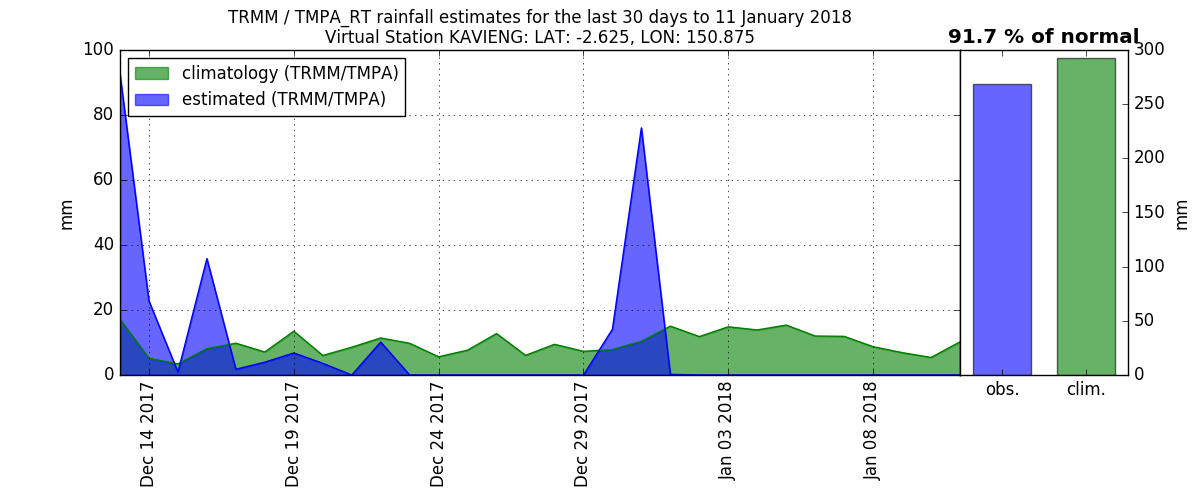 TRMM / TMPA_RT rainfall estimates for the last 30 days to 11 January 2018
Virtual Station KAVIENG: LAT: -2.625, LON: 150.875
91.7 % of normal
climatology (TRMM/TMPA)
estimated (TRMM/TMPA)
100
80
60
40
20
0
mm
Dec 14 2017
Dec 19 2017
Dec 24 2017
Dec 29 2017
Jan 03 2018
Jan 08 2018
300
250
200
150
100
50
0
mm
obs.
clim.